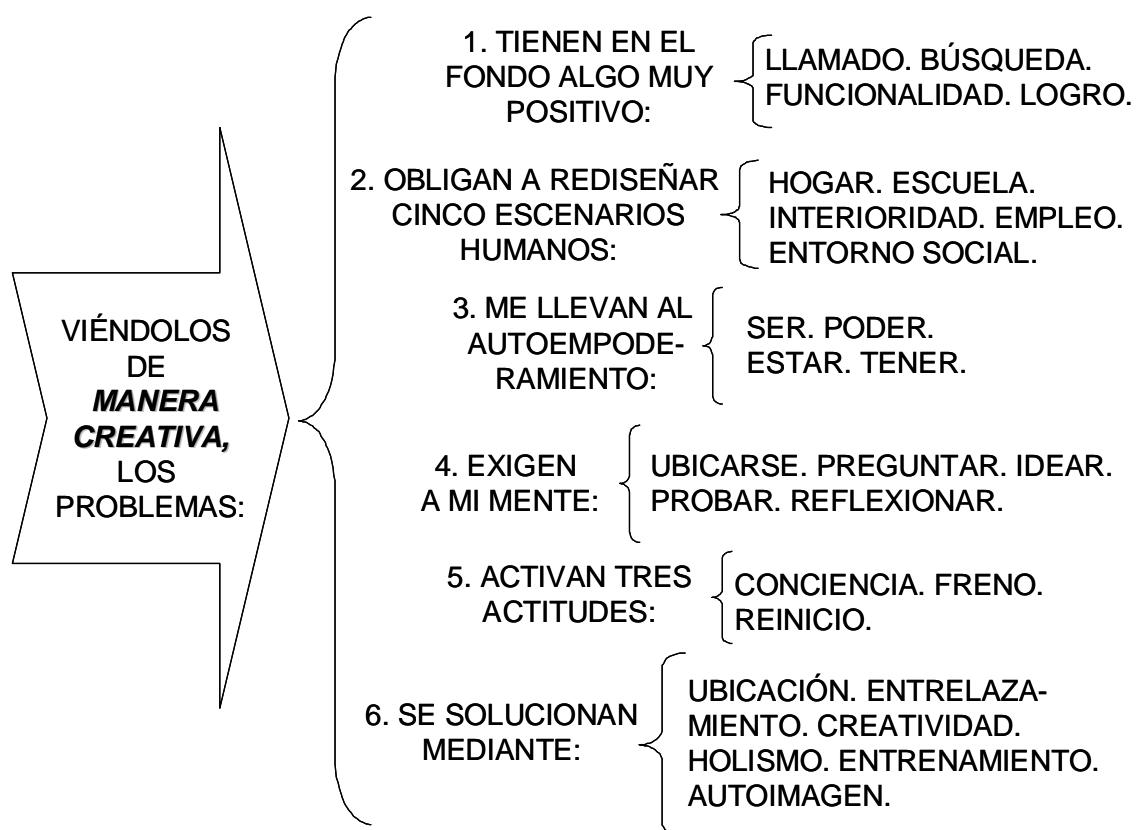 VIÉNDOLOS
DE
MANERA
CREATIVA,
LOS
PROBLEMAS:
1. TIENEN EN EL
FONDO ALGO MUY
POSITIVO:
LLAMADO. BÚSQUEDA.
FUNCIONALIDAD. LOGRO.
2. OBLIGAN A REDISEÑAR
CINCO ESCENARIOS
HUMANOS:
HOGAR. ESCUELA.
INTERIORIDAD. EMPLEO.
ENTORNO SOCIAL.
3. ME LLEVAN AL
AUTOEMPODE-
RAMIENTO:
SER. PODER.
ESTAR. TENER.
4. EXIGEN
A MI MENTE:
UBICARSE. PREGUNTAR. IDEAR.
PROBAR. REFLEXIONAR.
5. ACTIVAN TRES
ACTITUDES:
CONCIENCIA. FRENO.
REINICIO.
6. SE SOLUCIONAN
MEDIANTE:
UBICACIÓN. ENTRELAZA-
MIENTO. CREATIVIDAD.
HOLISMO. ENTRENAMIENTO.
AUTOIMAGEN.